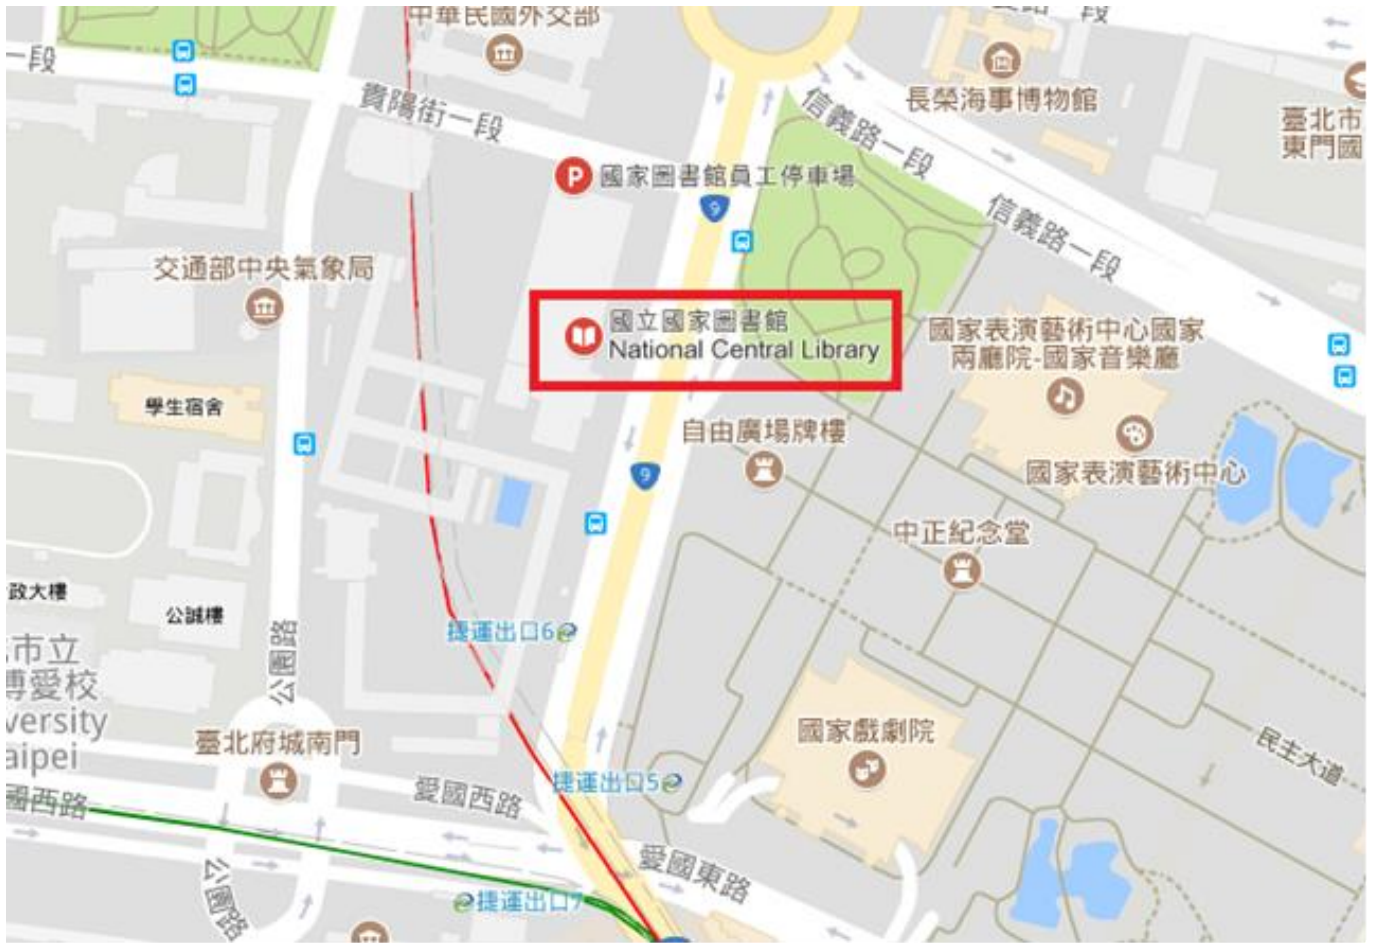 中華民國外交部
一段
貴陽街一段
信義路一段
長榮海事博物館
臺北市
東門國
P 國家圖書館員工停車場
9
信義路一段
交通部中央氣象局
國立國家圖書館
National Central Library
國家表演藝術中心國家
兩廳院-國家音樂廳
學生宿舍
自由廣場牌樓
國家表演藝術中心
9
中正紀念堂
政大樓
公誠樓
捷運出口6
市立
博愛校
versity
aipei
公園路
臺北府城南門
國家戲劇院
民主大道
國西路
愛國西路
捷運出口5
公園路
愛國東路
捷運出口7